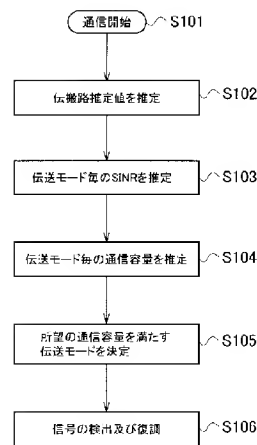 通信開始 S101
伝搬路推定値を推定 S102
伝送モード毎のSINRを推定 S103
伝送モード毎の通信容量を推定 S104
所望の通信容量を満たす S105
伝送モードを決定
信号の検出及び復調 S106